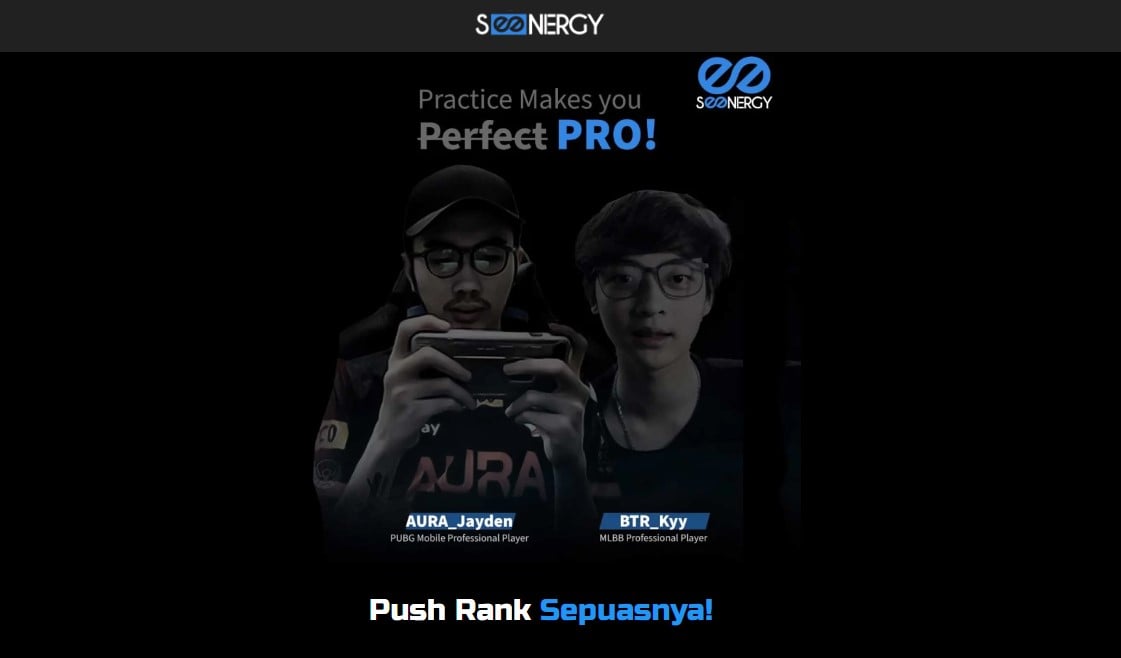 SEENERGY
SEENERGY
Practice Makes you
Perfect PRO!
ay
AURA
AURA_Jayden
PUBG Mobile Professional Player
BTR_Kyy
MLBB Professional Player
Push Rank Sepuasnya!